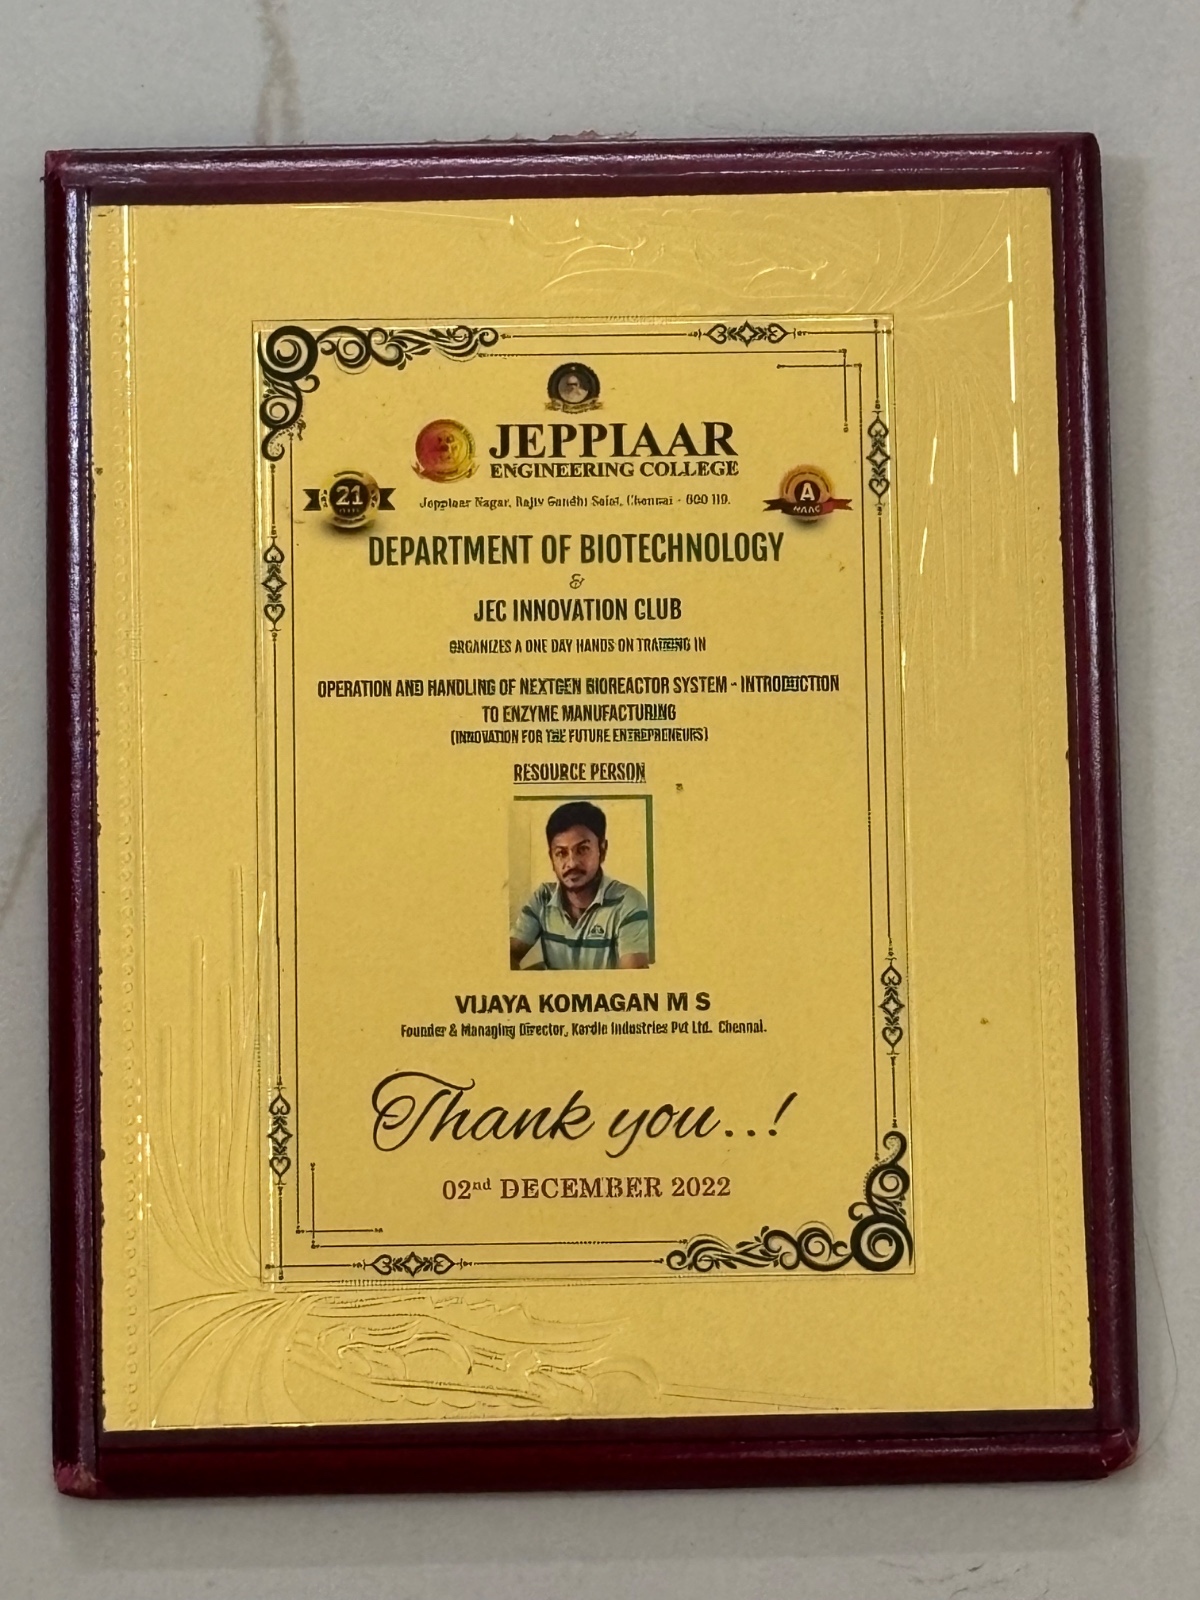 JEPPIAAR
ENGINEERING COLLEGE
Jeppiaar Nagar, Rajiv Gandhi Salai, Chennai - 600 119.
21
YEARS
A
NAAC
DEPARTMENT OF BIOTECHNOLOGY
&
JEC INNOVATION CLUB
ORGANIZES A ONE DAY HANDS ON TRAINING IN
OPERATION AND HANDLING OF NEXTGEN BIOREACTOR SYSTEM - INTRODUCTION
TO ENZYME MANUFACTURING
(INNOVATION FOR THE FUTURE ENTREPRENEURS)
RESOURCE PERSON
VIJAYA KOMAGAN M S
Founder & Managing Director, Kardle Industries Pvt Ltd. Chennai.
Thank you..!
02nd DECEMBER 2022